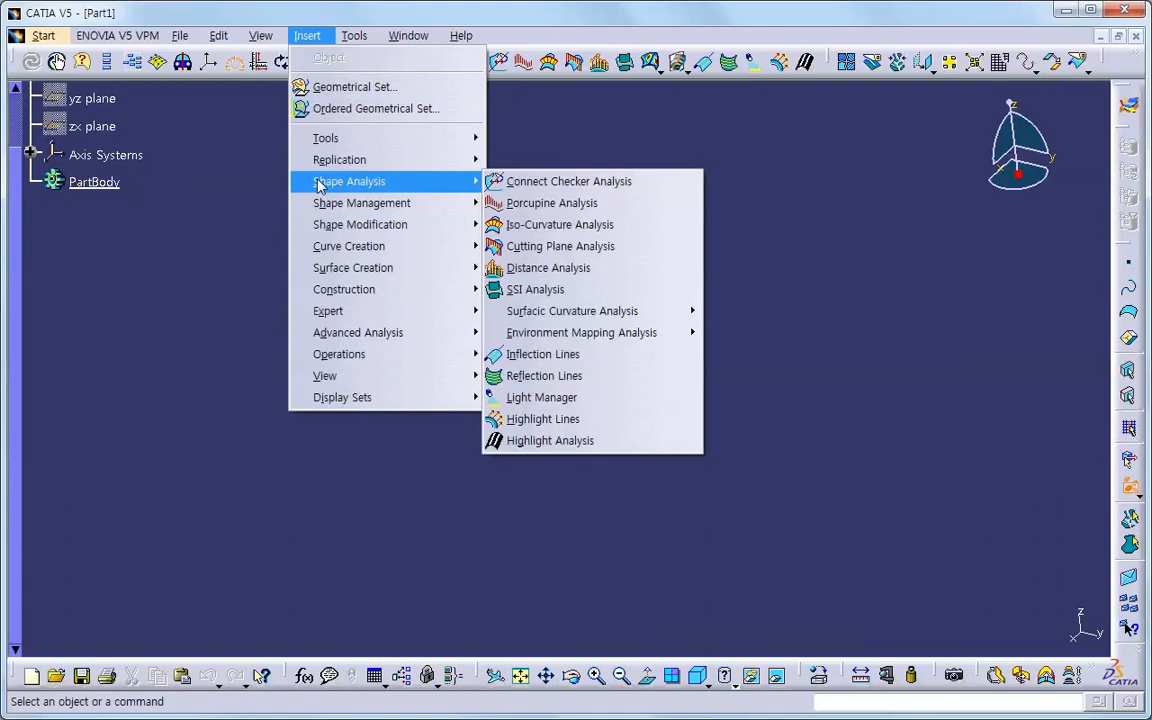 CATIA V5 - [Part1]
Start ENOVIA V5 VPM File Edit View Insert Tools Window Help
Object
Geometrical Set...
Ordered Geometrical Set...
Tools
Replication
Shape Analysis
Shape Management
Shape Modification
Curve Creation
Surface Creation
Construction
Expert
Advanced Analysis
Operations
View
Display Sets
Connect Checker Analysis
Porcupine Analysis
Iso-Curvature Analysis
Cutting Plane Analysis
Distance Analysis
SSI Analysis
Surfacic Curvature Analysis
Environment Mapping Analysis
Inflection Lines
Reflection Lines
Light Manager
Highlight Lines
Highlight Analysis
yz plane
zx plane
Axis Systems
PartBody
z
y
x
z
x y
f(x)
CATIA
Select an object or a command